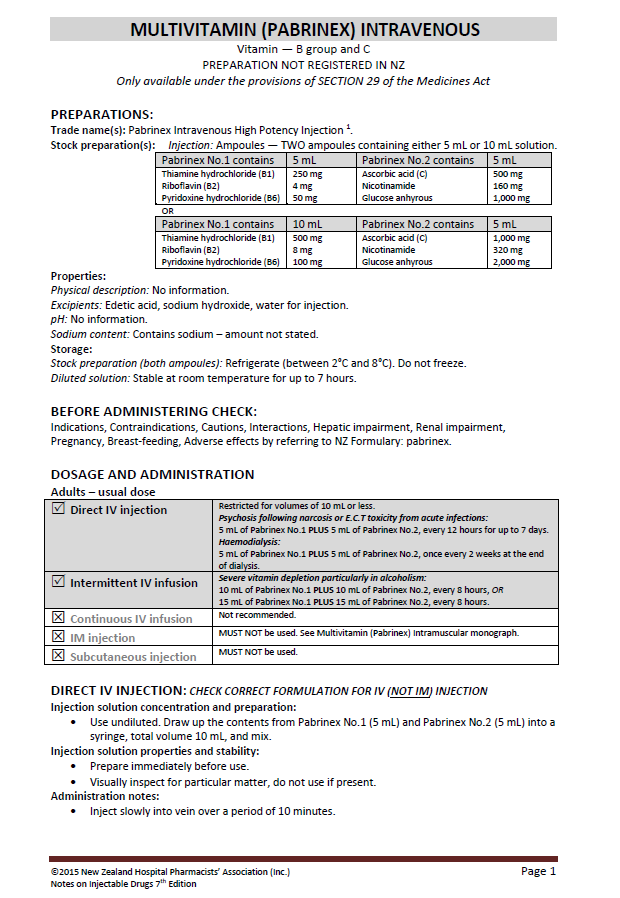 MULTIVITAMIN (PABRINEX) INTRAVENOUS
Vitamin — B group and C
PREPARATION NOT REGISTERED IN NZ
Only available under the provisions of SECTION 29 of the Medicines Act
PREPARATIONS:
Trade name(s): Pabrinex Intravenous High Potency Injection 1.
Stock preparation(s): Injection: Ampoules — TWO ampoules containing either 5 mL or 10 mL solution.
Pabrinex No.1 contains 5 mL Pabrinex No.2 contains 5 mL
Thiamine hydrochloride (B1) 250 mg Ascorbic acid (C) 500 mg
Riboflavin (B2) 4 mg Nicotinamide 160 mg
Pyridoxine hydrochloride (B6) 50 mg Glucose anhyrous 1,000 mg
OR
Pabrinex No.1 contains 10 mL Pabrinex No.2 contains 5 mL
Thiamine hydrochloride (B1) 500 mg Ascorbic acid (C) 1,000 mg
Riboflavin (B2) 8 mg Nicotinamide 320 mg
Pyridoxine hydrochloride (B6) 100 mg Glucose anhyrous 2,000 mg
Properties:
Physical description: No information.
Excipients: Edetic acid, sodium hydroxide, water for injection.
pH: No information.
Sodium content: Contains sodium – amount not stated.
Storage:
Stock preparation (both ampoules): Refrigerate (between 2°C and 8°C). Do not freeze.
Diluted solution: Stable at room temperature for up to 7 hours.
BEFORE ADMINISTERING CHECK:
Indications, Contraindications, Cautions, Interactions, Hepatic impairment, Renal impairment,
Pregnancy, Breast-feeding, Adverse effects by referring to NZ Formulary: pabrinex.
DOSAGE AND ADMINISTRATION
Adults – usual dose
☑ Direct IV injection
Restricted for volumes of 10 mL or less.
Psychosis following narcosis or E.C.T toxicity from acute infections:
5 mL of Pabrinex No.1 PLUS 5 mL of Pabrinex No.2, every 12 hours for up to 7 days.
Haemodialysis:
5 mL of Pabrinex No.1 PLUS 5 mL of Pabrinex No.2, once every 2 weeks at the end
of dialysis.
☑ Intermittent IV infusion
Severe vitamin depletion particularly in alcoholism:
10 mL of Pabrinex No.1 PLUS 10 mL of Pabrinex No.2, every 8 hours, OR
15 mL of Pabrinex No.1 PLUS 15 mL of Pabrinex No.2, every 8 hours.
☒ Continuous IV infusion Not recommended.
☒ IM injection MUST NOT be used. See Multivitamin (Pabrinex) Intramuscular monograph.
☒ Subcutaneous injection MUST NOT be used.
DIRECT IV INJECTION: CHECK CORRECT FORMULATION FOR IV (NOT IM) INJECTION
Injection solution concentration and preparation:
• Use undiluted. Draw up the contents from Pabrinex No.1 (5 mL) and Pabrinex No.2 (5 mL) into a
syringe, total volume 10 mL, and mix.
Injection solution properties and stability:
• Prepare immediately before use.
• Visually inspect for particular matter, do not use if present.
Administration notes:
• Inject slowly into vein over a period of 10 minutes.
©2015 New Zealand Hospital Pharmacists' Association (Inc.) Page 1
Notes on Injectable Drugs 7th Edition